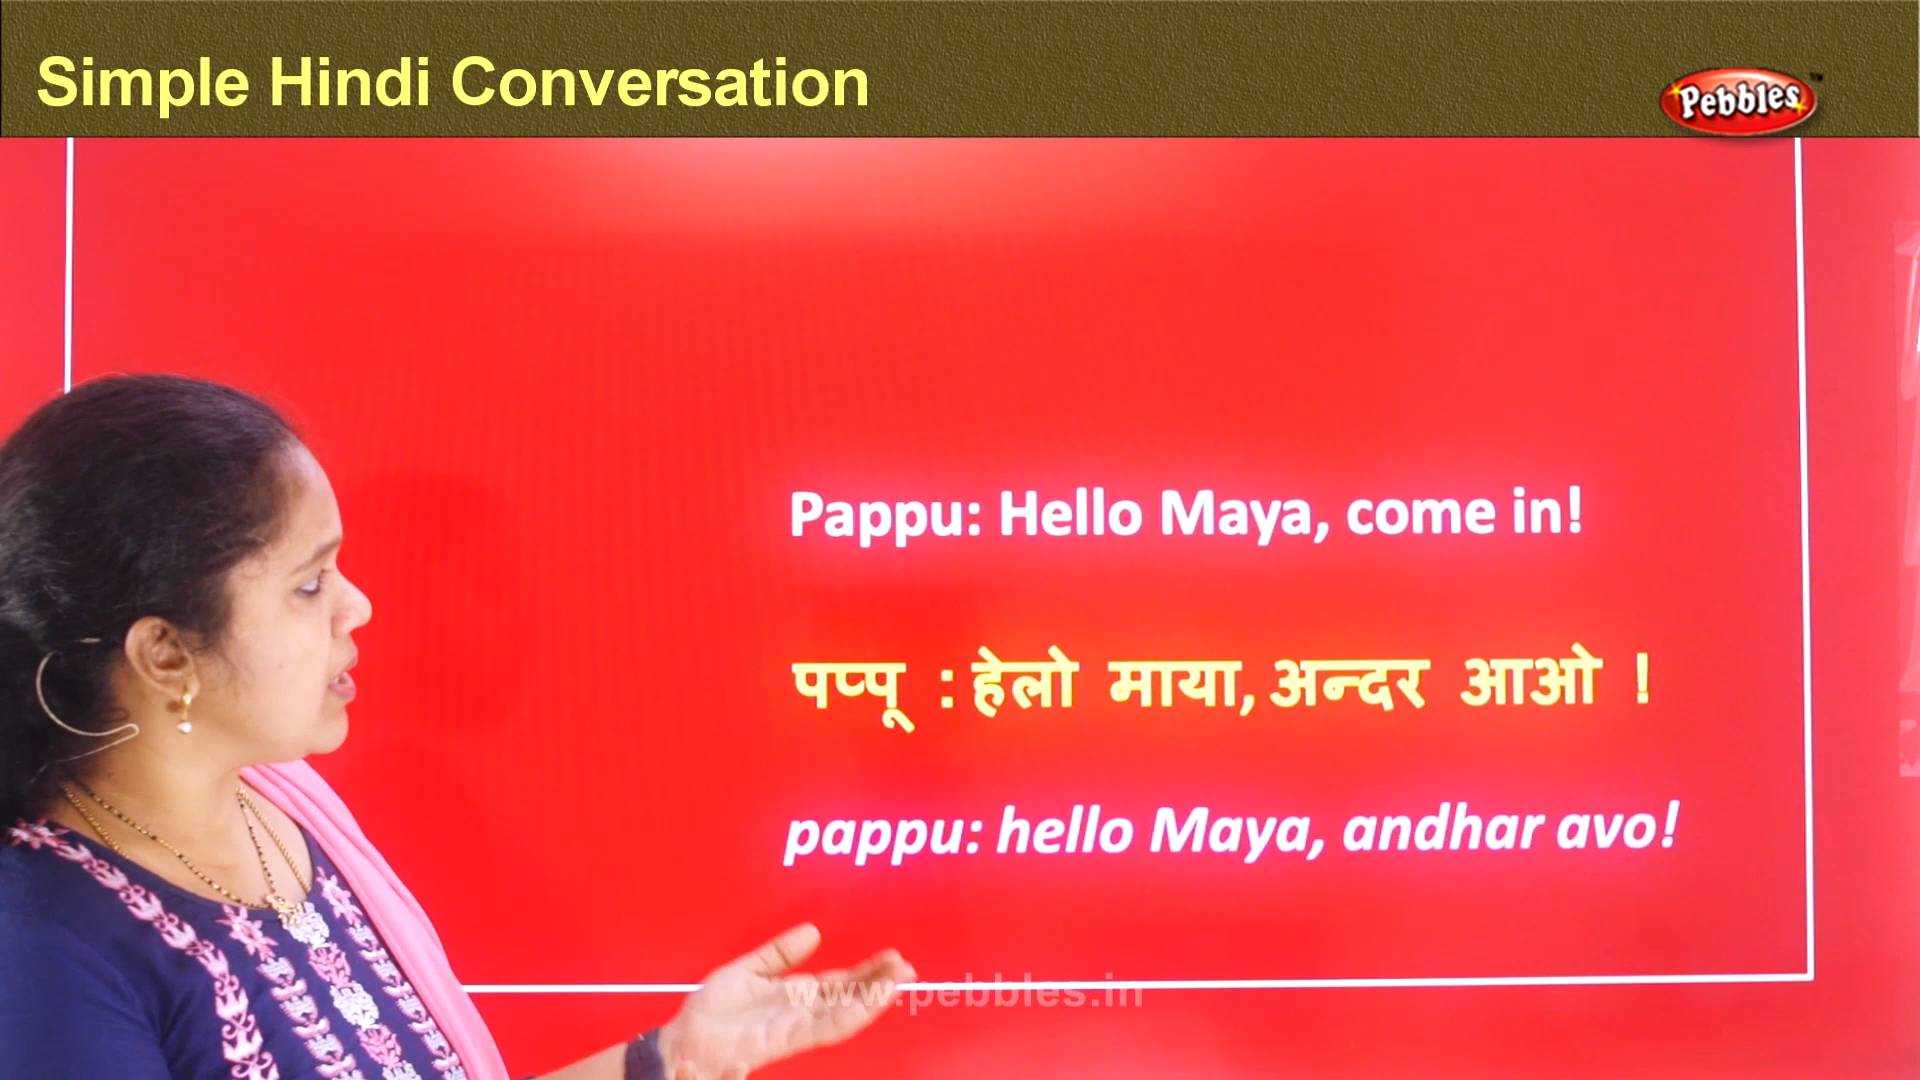 Simple Hindi Conversation
Pebbles™
Pappu: Hello Maya, come in!
पप्पू : हेलो माया, अन्दर आओ !
pappu: hello Maya, andhar avo!
www.pebbles.in